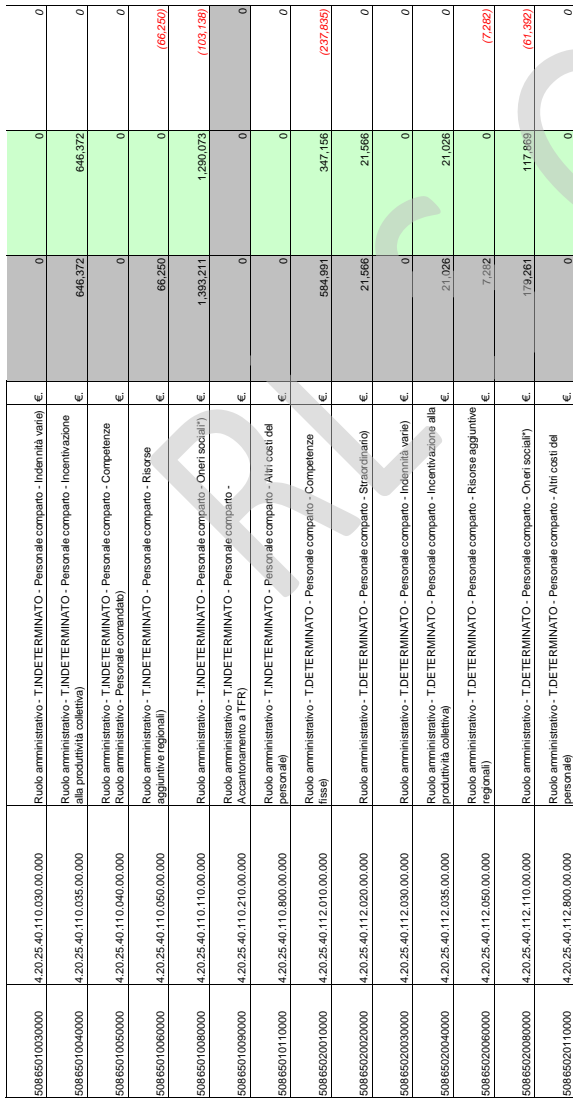 50865010030000 4.20.25.40.110.030.00.000 Ruolo amministrativo - T.INDETERMINATO - Personale comparto - Indennità varie) €. 0 0 0
50865010040000 4.20.25.40.110.035.00.000 Ruolo amministrativo - T.INDETERMINATO - Personale comparto - Incentivazione €. 646,372 646,372 0
alla produttività collettiva)
50865010050000 4.20.25.40.110.040.00.000 Ruolo amministrativo - T.INDETERMINATO - Personale comparto - Competenze €. 0 0 0
Ruolo amministrativo - Personale comandato)
50865010060000 4.20.25.40.110.050.00.000 Ruolo amministrativo - T.INDETERMINATO - Personale comparto - Risorse €. 66,250 0 (66,250)
aggiuntive regionali)
50865010080000 4.20.25.40.110.110.00.000 Ruolo amministrativo - T.INDETERMINATO - Personale comparto - Oneri sociali*) €. 1,393,211 1,290,073 (103,138)
50865010090000 4.20.25.40.110.210.00.000 Ruolo amministrativo - T.INDETERMINATO - Personale comparto - €. 0 0 0
Accantonamento a TFR)
50865010110000 4.20.25.40.110.800.00.000 Ruolo amministrativo - T.INDETERMINATO - Personale comparto - Altri costi del €. 0 0 0
personale)
50865020010000 4.20.25.40.112.010.00.000 Ruolo amministrativo - T.DETERMINATO - Personale comparto - Competenze €. 584,991 347,156 (237,835)
fisse)
50865020020000 4.20.25.40.112.020.00.000 Ruolo amministrativo - T.DETERMINATO - Personale comparto - Straordinario) €. 21,566 21,566 0
50865020030000 4.20.25.40.112.030.00.000 Ruolo amministrativo - T.DETERMINATO - Personale comparto - Indennità varie) €. 0 0 0
50865020040000 4.20.25.40.112.035.00.000 Ruolo amministrativo - T.DETERMINATO - Personale comparto - Incentivazione alla €. 21,026 21,026 0
produttività collettiva)
50865020060000 4.20.25.40.112.050.00.000 Ruolo amministrativo - T.DETERMINATO - Personale comparto - Risorse aggiuntive €. 7,282 0 (7,282)
regionali)
50865020080000 4.20.25.40.112.110.00.000 Ruolo amministrativo - T.DETERMINATO - Personale comparto - Oneri sociali*) €. 179,261 117,869 (61,392)
50865020110000 4.20.25.40.112.800.00.000 Ruolo amministrativo - T.DETERMINATO - Personale comparto - Altri costi del €. 0 0 0
personale)